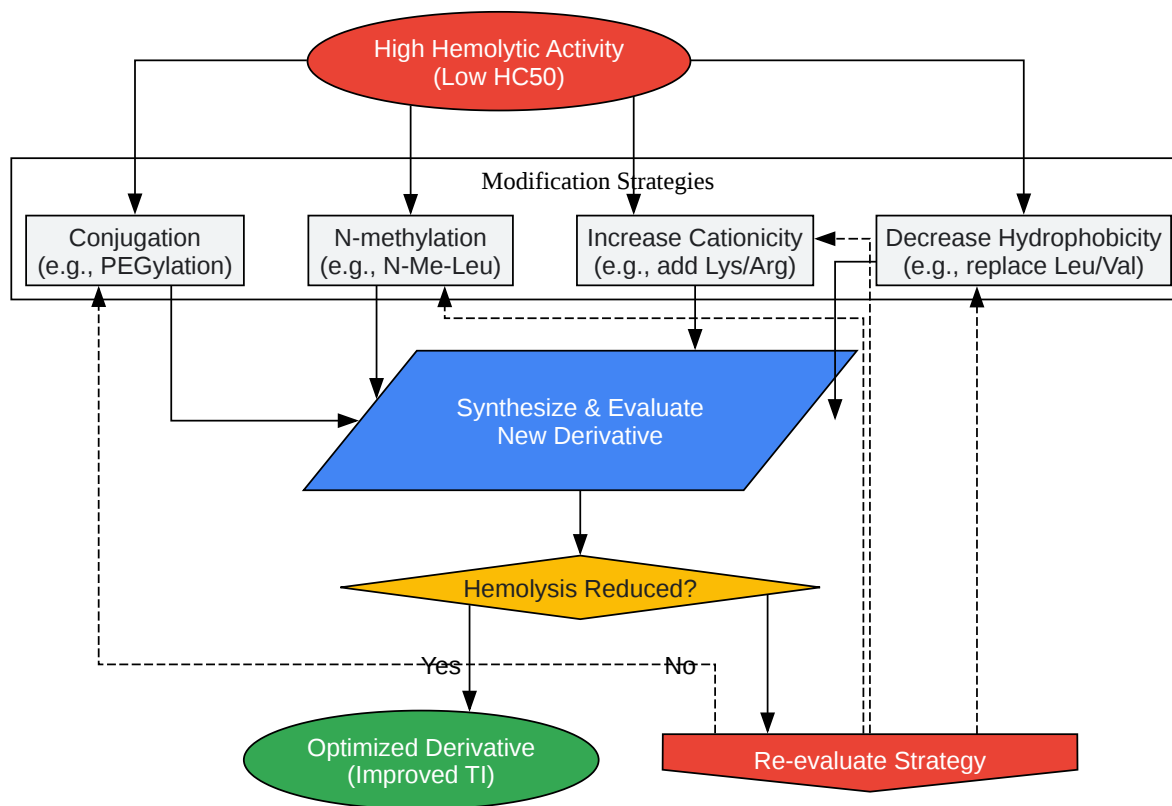 High Hemolytic Activity
(Low HC50)
Modification Strategies
Conjugation
(e.g., PEGylation)
N-methylation
(e.g., N-Me-Leu)
Increase Cationicity
(e.g., add Lys/Arg)
Decrease Hydrophobicity
(e.g., replace Leu/Val)
Synthesize & Evaluate
New Derivative
Hemolysis Reduced?
Yes
No
Optimized Derivative
(Improved TI)
Re-evaluate Strategy